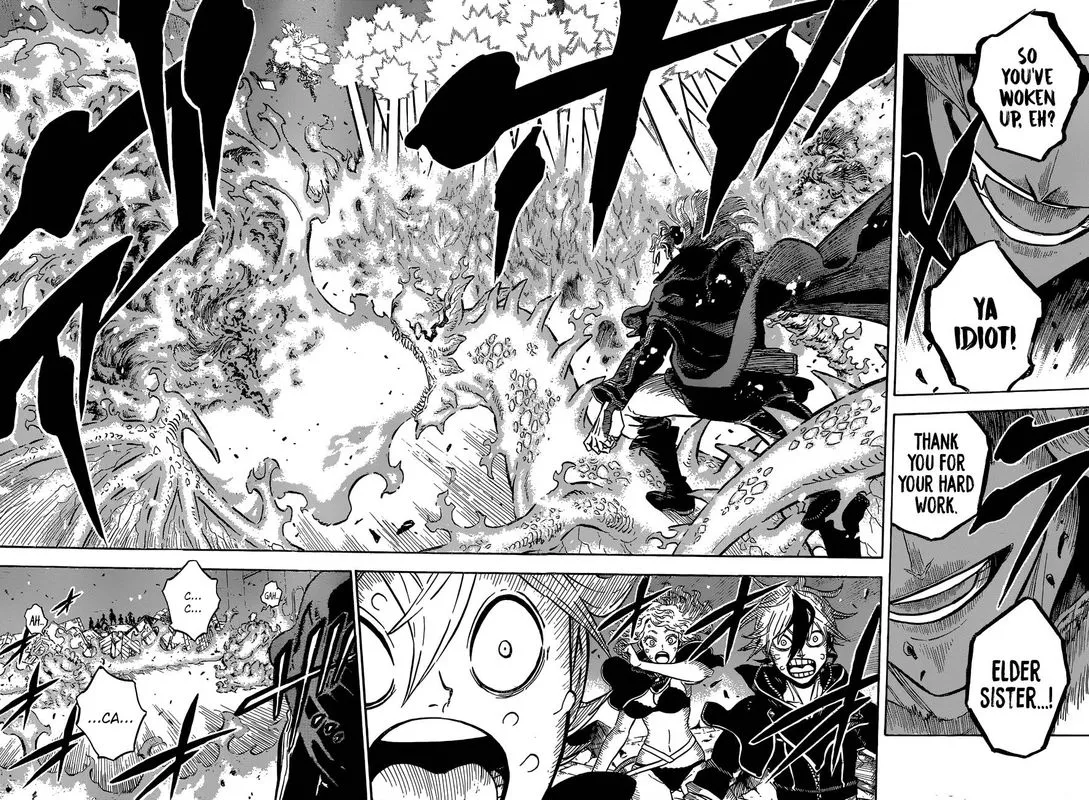 SO
YOU'VE
WOKEN
UP, EH?
YA
IDIOT!
THANK
YOU FOR
YOUR HARD
WORK.
ELDER
SISTER...!
GAH...
C...
C...
AH...
...CA...